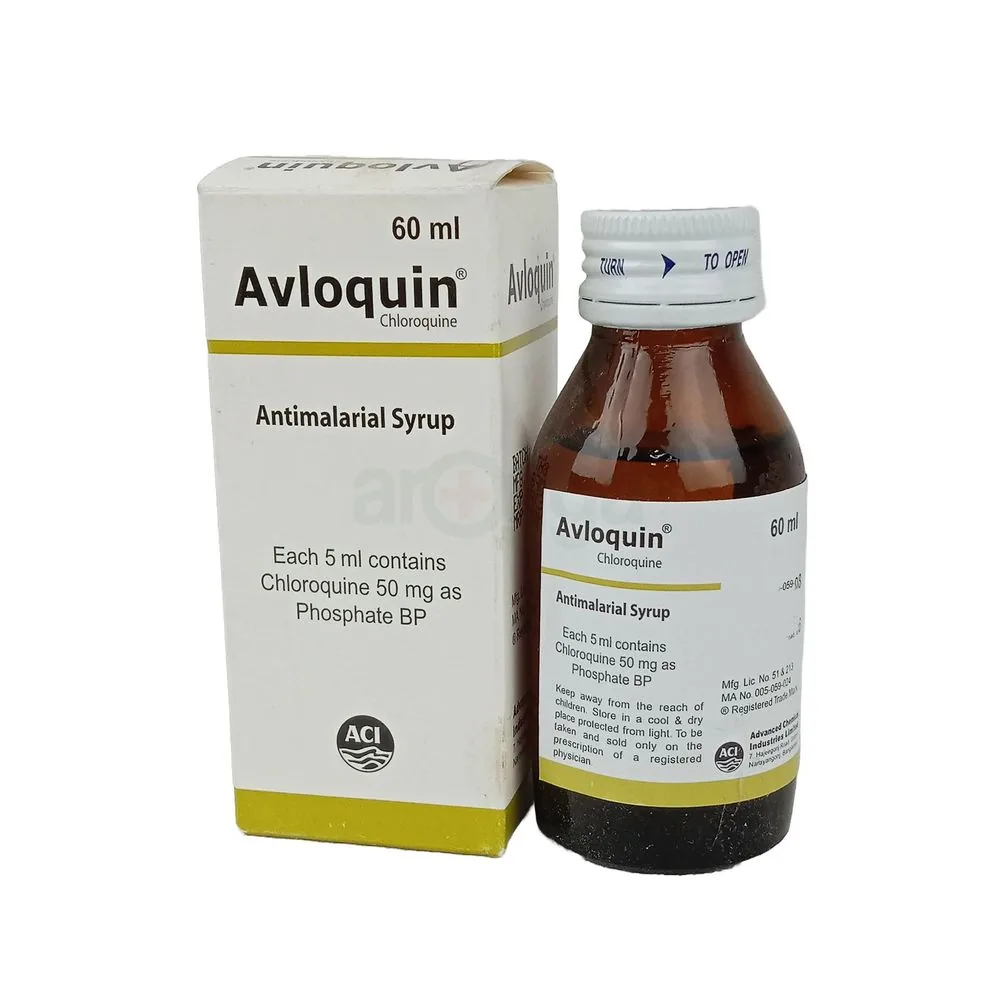 Avloquin®
60 ml
Avloquin®
Chloroquine
Antimalarial Syrup
Each 5 ml contains
Chloroquine 50 mg as
Phosphate BP
ACI
Avloquin
TURN TO OPEN
Avloquin® 60 ml
Chloroquine
Antimalarial Syrup
Each 5 ml contains
Chloroquine 50 mg as
Phosphate BP
Keep away from the reach of
children. Store in a cool & dry
place protected from light. To be
taken and sold only on the
prescription of a registered
physician.
Mfg. Lic. No. 51 & 213
MA No. 005-059-024
® Registered Trade Mark
ACI
Advanced Chemical
Industries Limited